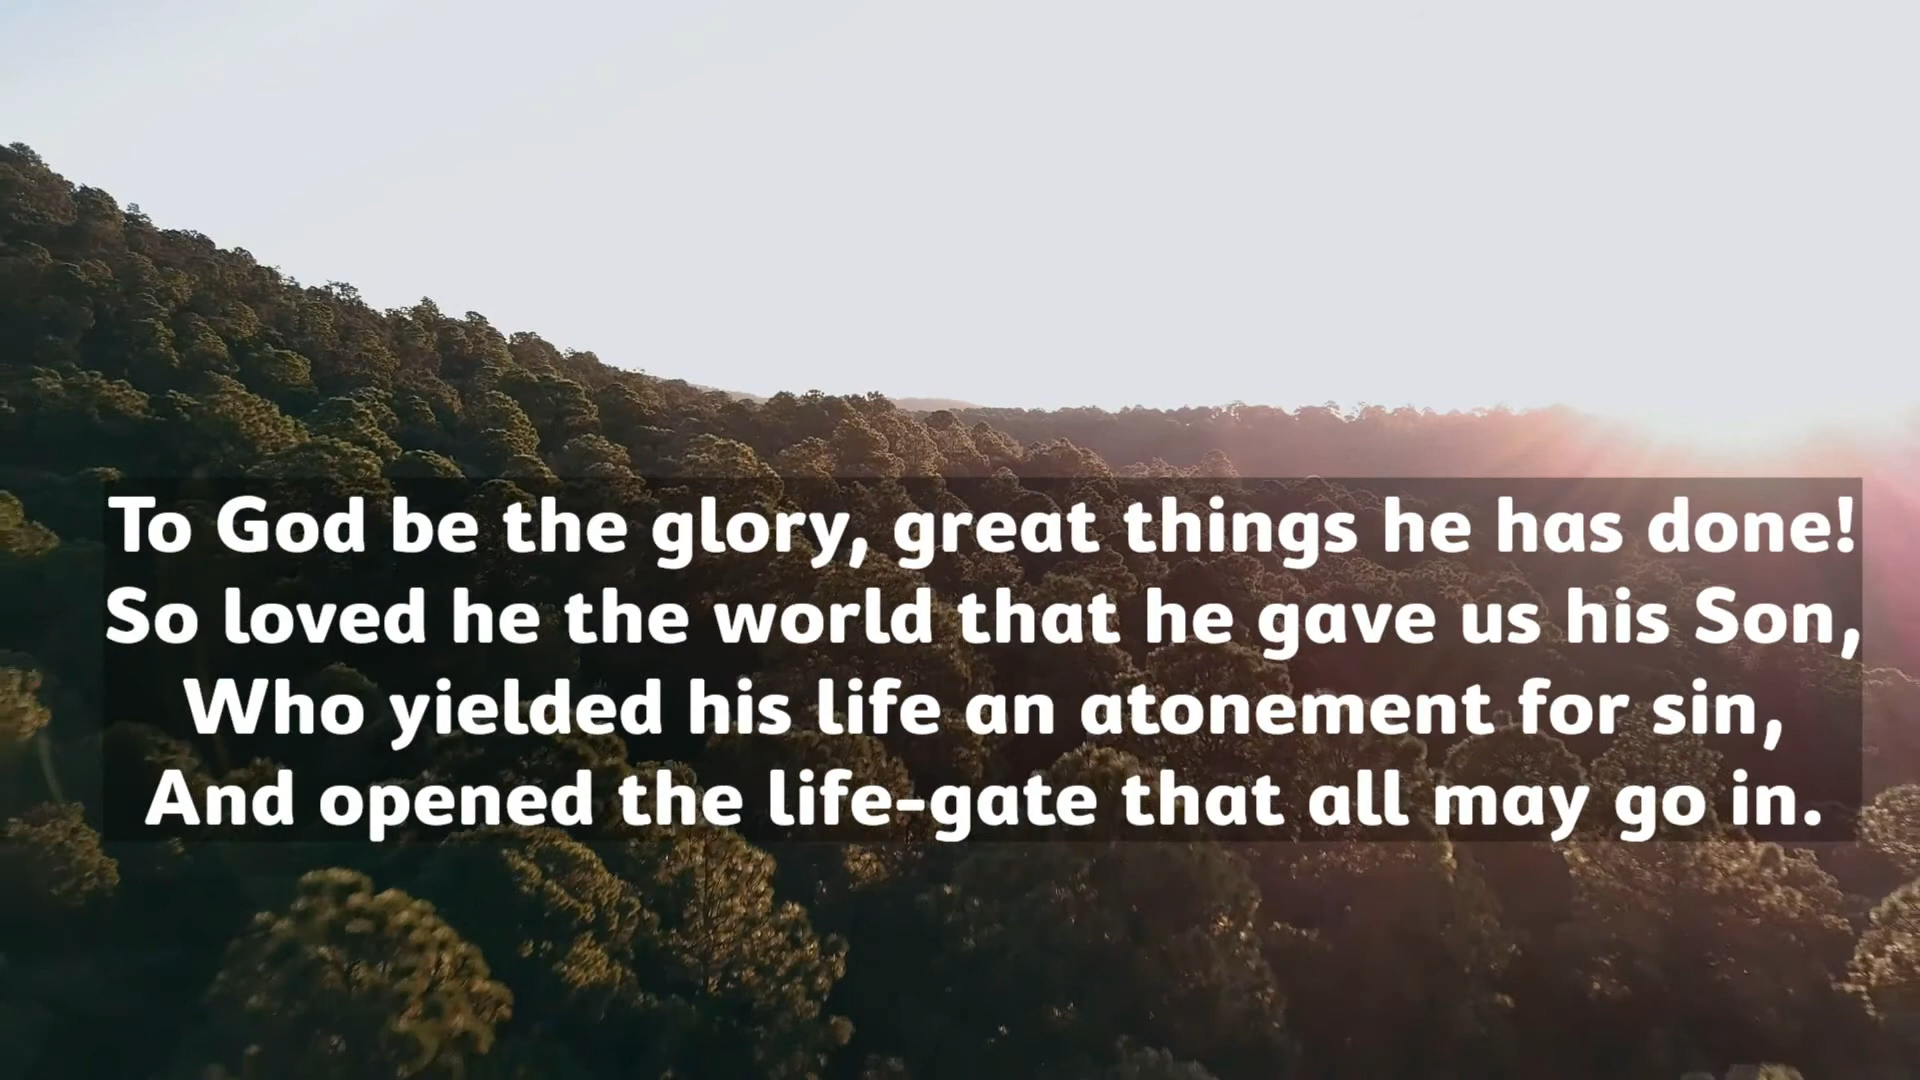 To God be the glory, great things he has done!
So loved he the world that he gave us his Son,
Who yielded his life an atonement for sin,
And opened the life-gate that all may go in.